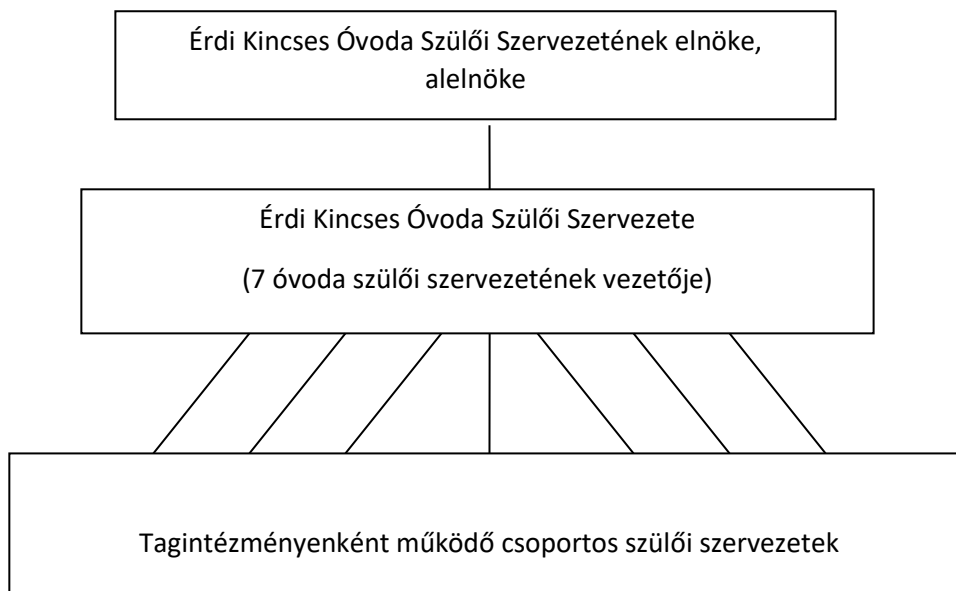 Érdi Kincses Óvoda Szülői Szervezetének elnöke,
alelnöke
Érdi Kincses Óvoda Szülői Szervezete
(7 óvoda szülői szervezetének vezetője)
Tagintézményenként működő csoportos szülői szervezetek